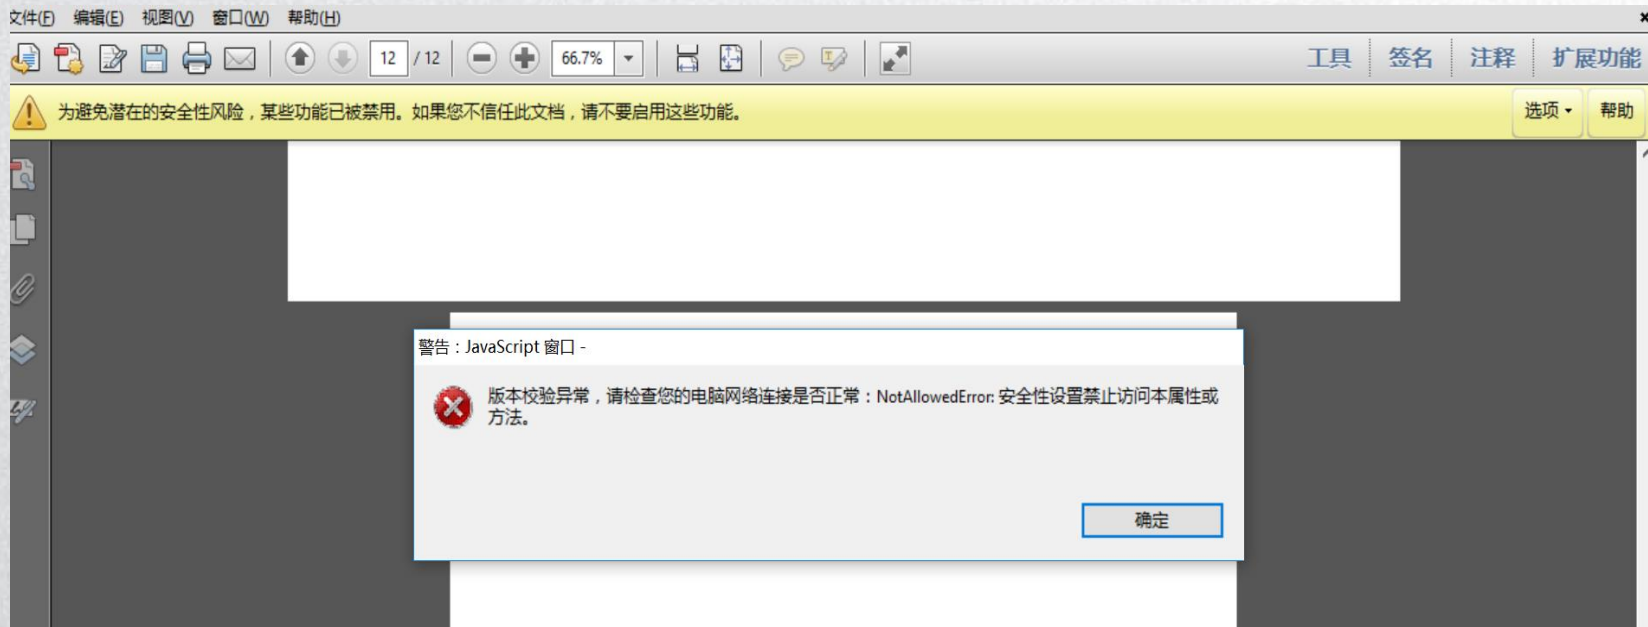 文件(F) 编辑(E) 视图(V) 窗口(W) 帮助(H)
12 / 12 66.7% 工具 签名 注释 扩展功能
为避免潜在的安全性风险，某些功能已被禁用。如果您不信任此文档，请不要启用这些功能。 选项 帮助
警告：JavaScript 窗口 -
版本校验异常，请检查您的电脑网络连接是否正常：NotAllowedError: 安全性设置禁止访问本属性或
方法。
确定